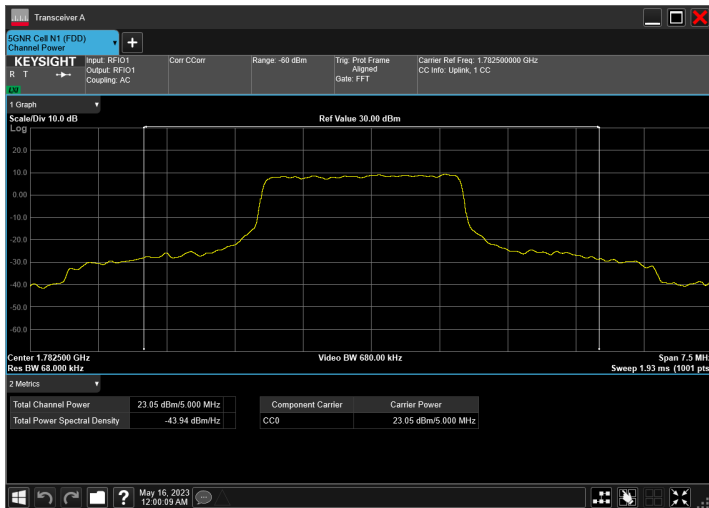 Transceiver A
5GNR Cell N1 (FDD)
Channel Power
KEYSIGHT
R T
LXI
Input: RFIO1
Output: RFIO1
Coupling: AC
Corr CCorr
Range: -60 dBm
Trig: Prot Frame
Aligned
Gate: FFT
Carrier Ref Freq: 1.782500000 GHz
CC Info: Uplink, 1 CC
1 Graph
Scale/Div 10.0 dB
Ref Value 30.00 dBm
Log
20.0
10.0
0.00
-10.0
-20.0
-30.0
-40.0
-50.0
-60.0
Center 1.782500 GHz
Video BW 680.00 kHz
Span 7.5 MH
Res BW 68.000 kHz
Sweep 1.93 ms (1001 pts
2 Metrics
Total Channel Power 23.05 dBm/5.000 MHz
Total Power Spectral Density -43.94 dBm/Hz
Component Carrier Carrier Power
CC0 23.05 dBm/5.000 MHz
May 16, 2023
12:00:09 AM